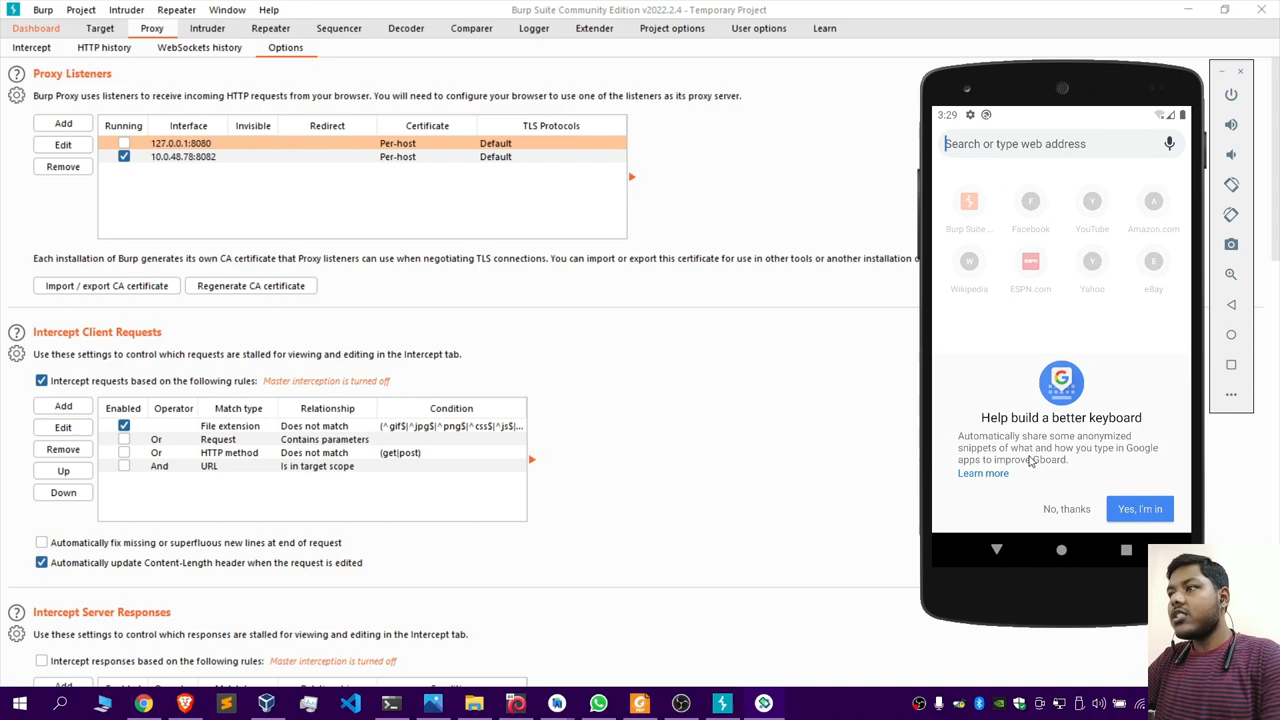 Burp Project Intruder Repeater Window Help
Burp Suite Community Edition v2022.2.4 - Temporary Project
Dashboard Target Proxy Intruder Repeater Sequencer Decoder Comparer Logger Extender Project options User options Learn
Intercept HTTP history WebSockets history Options
Proxy Listeners
Burp Proxy uses listeners to receive incoming HTTP requests from your browser. You will need to configure your browser to use one of the listeners as its proxy server.
Add
Edit
Remove
Running Interface Invisible Redirect Certificate TLS Protocols
127.0.0.1:8080 Per-host Default
10.0.48.78:8082 Per-host Default
Each installation of Burp generates its own CA certificate that Proxy listeners can use when negotiating TLS connections. You can import or export this certificate for use in other tools or another installation
Import / export CA certificate
Regenerate CA certificate
Intercept Client Requests
Use these settings to control which requests are stalled for viewing and editing in the Intercept tab.
Intercept requests based on the following rules: Master interception is turned off
Add
Edit
Remove
Up
Down
Enabled Operator Match type Relationship Condition
File extension Does not match (^gif$|^jpg$|^png$|^css$|^js$|...
Or Request Contains parameters
Or HTTP method Does not match (get|post)
And URL Is in target scope
Automatically fix missing or superfluous new lines at end of request
Automatically update Content-Length header when the request is edited
Intercept Server Responses
Use these settings to control which responses are stalled for viewing and editing in the Intercept tab.
Intercept responses based on the following rules: Master interception is turned off
Add
3:29
Search or type web address
Burp Suite ... Facebook YouTube Amazon.com
Wikipedia ESPN.com Yahoo eBay
Help build a better keyboard
Automatically share some anonymized
snippets of what and how you type in Google
apps to improve Gboard.
Learn more
No, thanks
Yes, I'm in